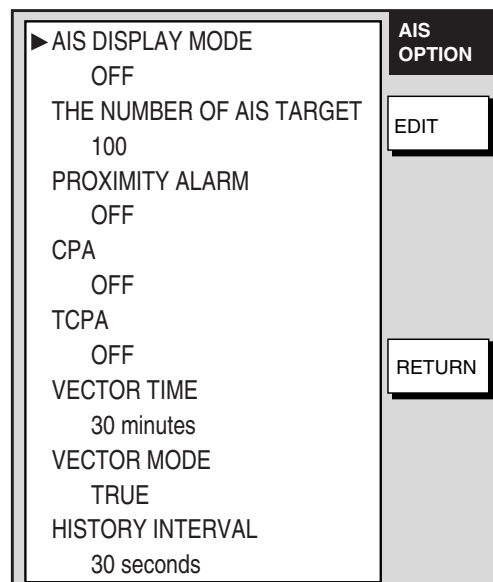 ▶AIS DISPLAY MODE
OFF
THE NUMBER OF AIS TARGET
100
PROXIMITY ALARM
OFF
CPA
OFF
TCPA
OFF
VECTOR TIME
30 minutes
VECTOR MODE
TRUE
HISTORY INTERVAL
30 seconds
AIS
OPTION
EDIT
RETURN